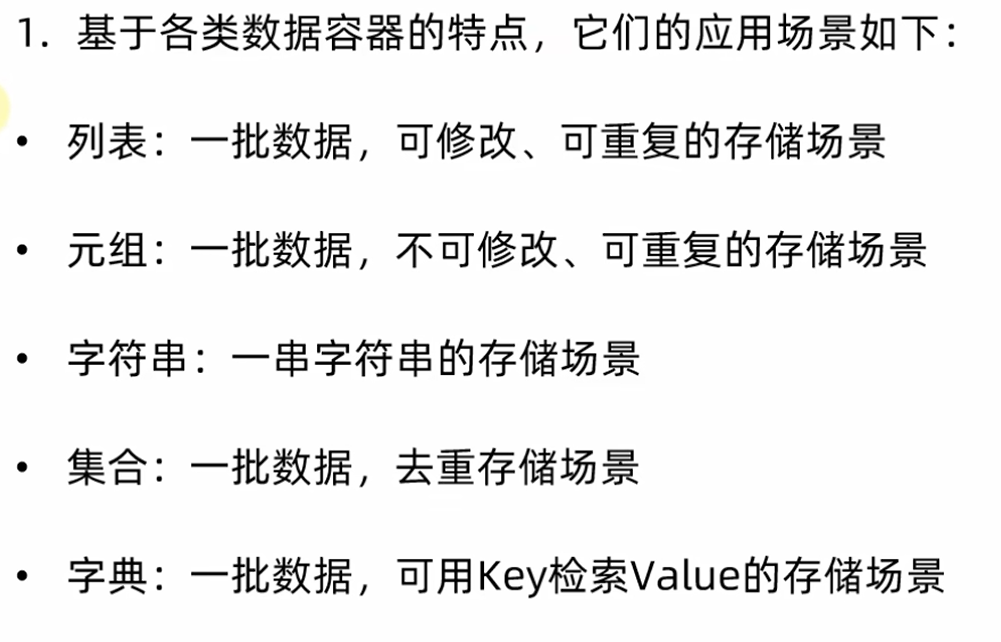 1. 基于各类数据容器的特点，它们的应用场景如下：
• 列表：一批数据，可修改、可重复的存储场景
• 元组：一批数据，不可修改、可重复的存储场景
• 字符串：一串字符串的存储场景
• 集合：一批数据，去重存储场景
• 字典：一批数据，可用Key检索Value的存储场景